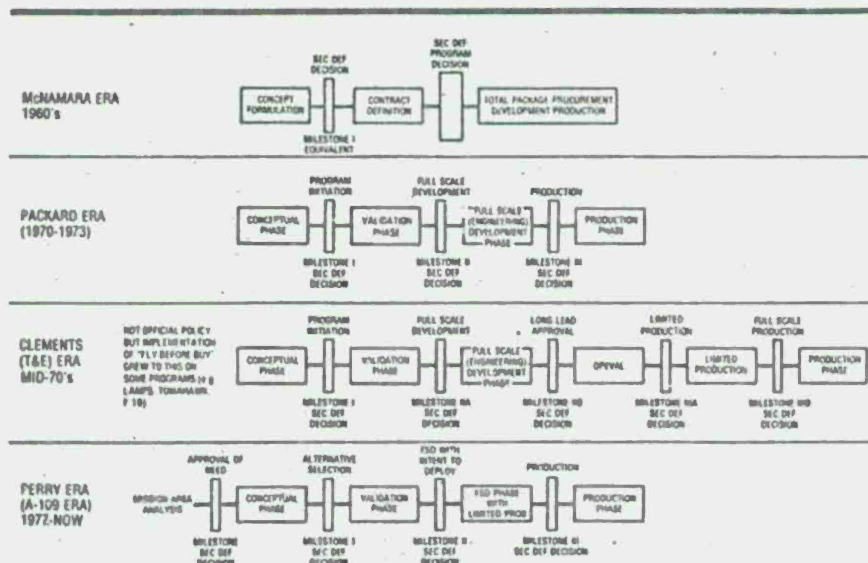 McNAMARA ERA
1960's
SEC DEF
DECISION
SEC DEF
PROGRAM
DECISION
CONCEPT
FORMULATION
CONTRACT
DEFINITION
TOTAL PACKAGE PROCUREMENT
DEVELOPMENT PRODUCTION
MILESTONE I
EQUIVALENT
PACKARD ERA
(1970-1973)
PROGRAM
INITIATION
FULL SCALE
DEVELOPMENT
PRODUCTION
CONCEPTUAL
PHASE
VALIDATION
PHASE
FULL SCALE
(ENGINEERING)
DEVELOPMENT
PHASE
PRODUCTION
PHASE
MILESTONE I
SEC DEF
DECISION
MILESTONE II
SEC DEF
DECISION
MILESTONE III
SEC DEF
DECISION
CLEMENTS
(T&E) ERA
MID-70's
NOT OFFICIAL POLICY
BUT IMPLEMENTATION
OF "FLY BEFORE BUY"
GREW TO THIS ON
SOME PROGRAMS (e g
LAMPS, TOMAHAWK,
PROGRAM
INITIATION
FULL SCALE
DEVELOPMENT
LONG LEAD
APPROVAL
LIMITED
PRODUCTION
FULL SCALE
PRODUCTION
CONCEPTUAL
PHASE
VALIDATION
PHASE
FULL SCALE
(ENGINEERING)
DEVELOPMENT
PHASE
OPEVAL
LIMITED
PRODUCTION
PRODUCTION
PHASE
MILESTONE I
SEC DEF
DECISION
MILESTONE IIA
SEC DEF
DECISION
MILESTONE IIB
SEC DEF
DECISION
MILESTONE IIIA
SEC DEF
DECISION
MILESTONE IIIB
SEC DEF
DECISION
PERRY ERA
(A-109 ERA)
1977-NOW
MISSION AREA
ANALYSIS
APPROVAL OF
NEED
ALTERNATIVE
SELECTION
FSD WITH
INTENT TO
DEPLOY
PRODUCTION
CONCEPTUAL
PHASE
VALIDATION
PHASE
FSD PHASE
WITH
LIMITED PROD
PRODUCTION
PHASE
MILESTONE
SEC DEF
DECISION
MILESTONE I
SEC DEF
DECISION
MILESTONE II
SEC DEF
DECISION
MILESTONE III
SEC DEF DECISION